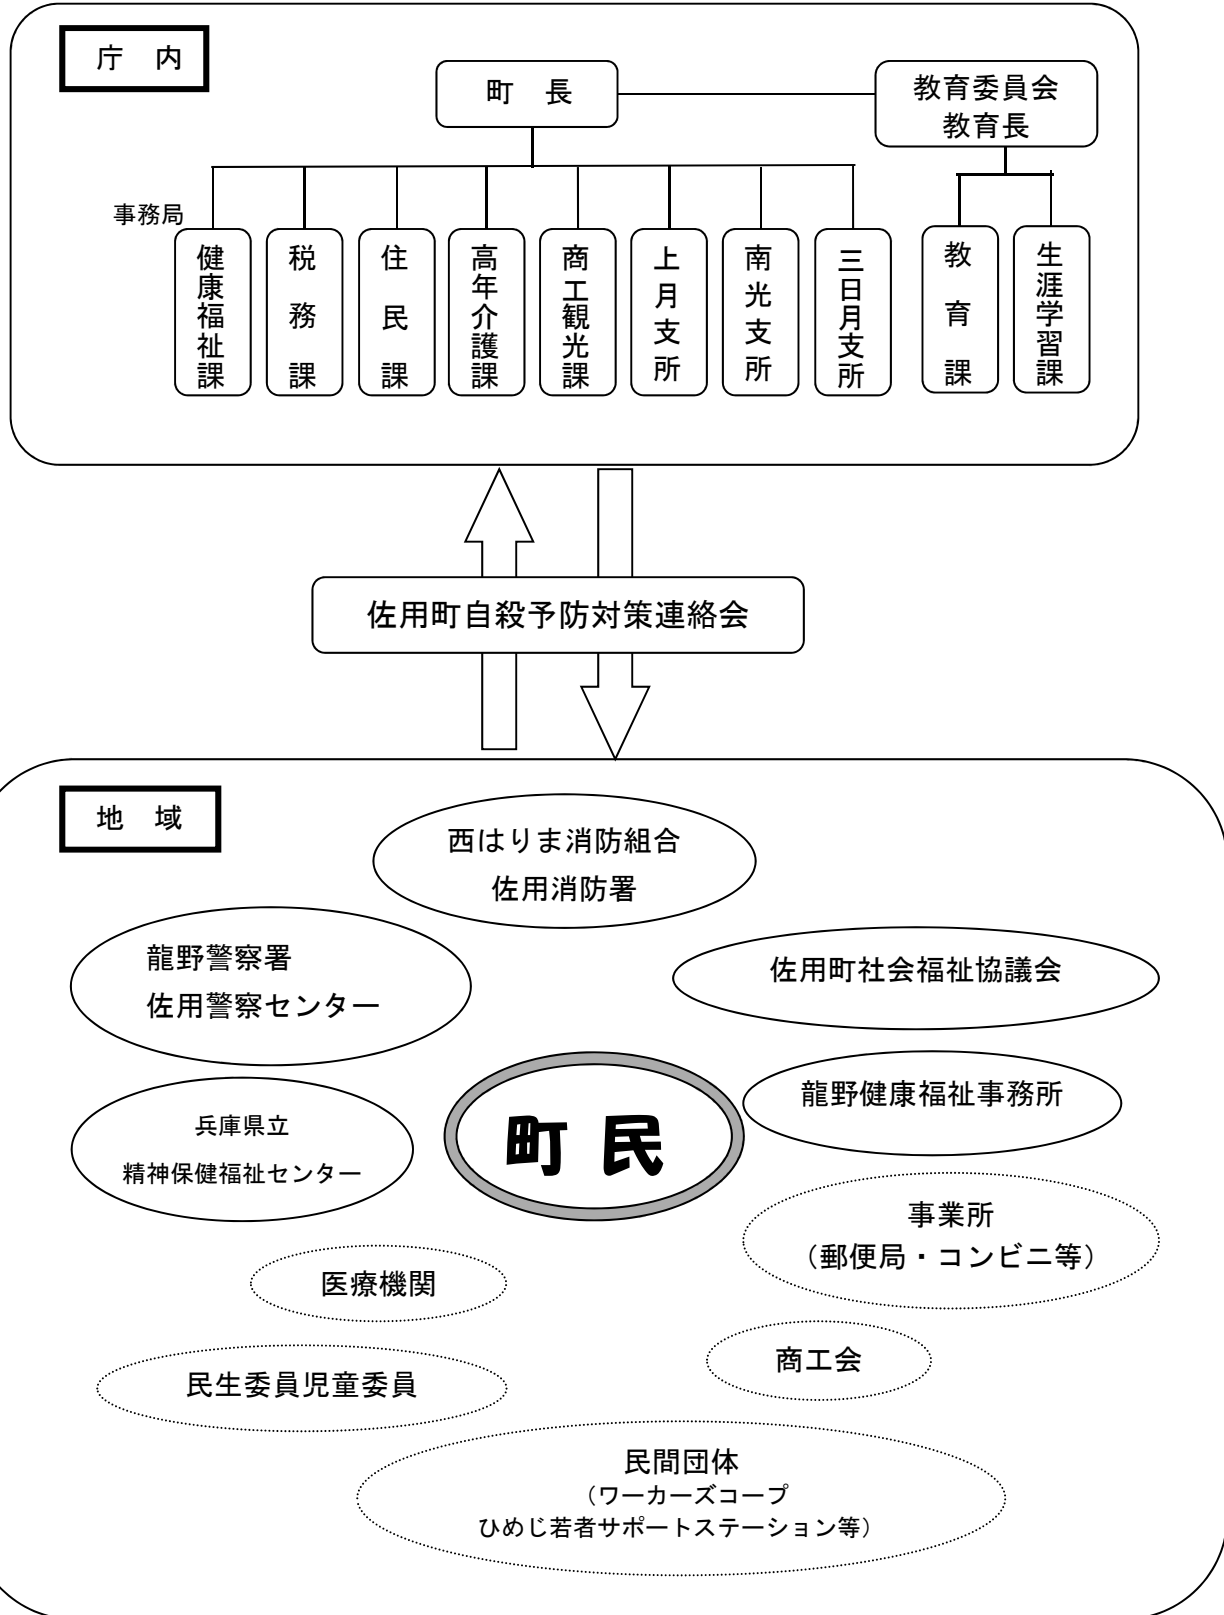 庁　内
町　長
教育委員会
教育長
事務局
健康福祉課
税務課
住民課
高年介護課
商工観光課
上月支所
南光支所
三日月支所
教育課
生涯学習課
佐用町自殺予防対策連絡会
地　域
西はりま消防組合
佐用消防署
龍野警察署
佐用警察センター
佐用町社会福祉協議会
龍野健康福祉事務所
兵庫県立
精神保健福祉センター
町 民
事業所
（郵便局・コンビニ等）
医療機関
商工会
民生委員児童委員
民間団体
（ワーカーズコープ
ひめじ若者サポートステーション等）